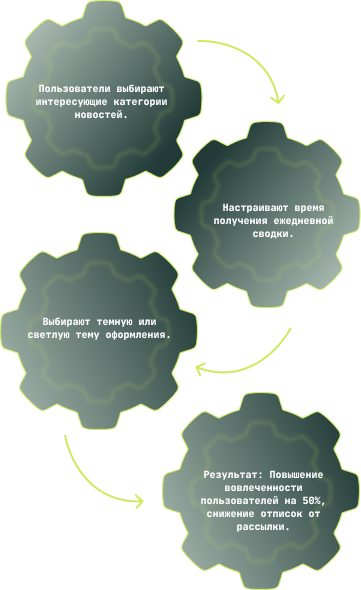 Пользователи выбирают
интересующие категории
новостей.
Настраивают время
получения ежедневной
сводки.
Выбирают темную или
светлую тему оформления.
Результат: Повышение
вовлеченности
пользователей на 50%,
снижение отписок от
рассылки.